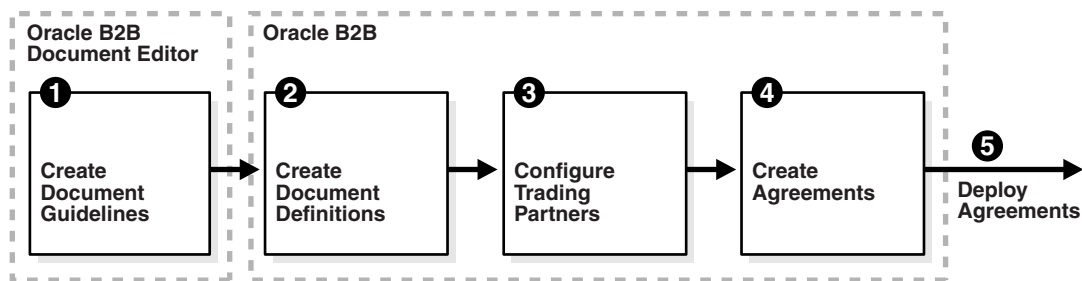 Oracle B2B
Document Editor
Oracle B2B
1
Create
Document
Guidelines
2
Create
Document
Definitions
3
Configure
Trading
Partners
4
Create
Agreements
5
Deploy
Agreements